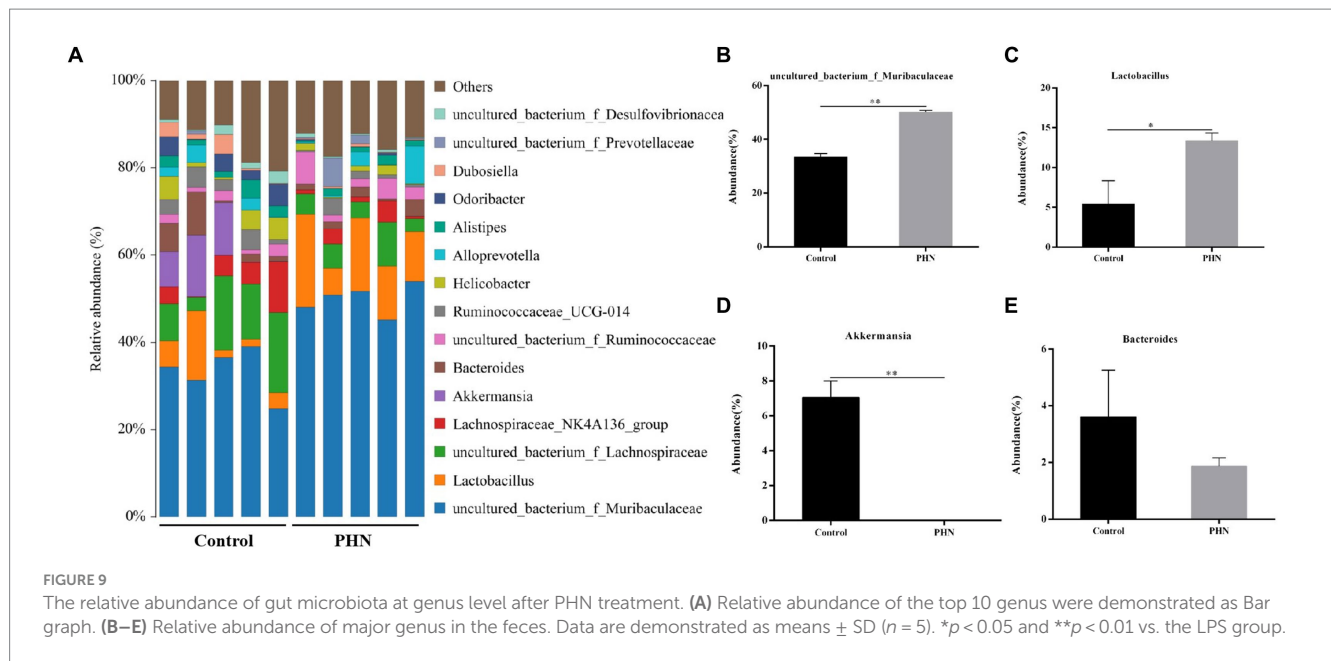 A
100%
80%
60%
40%
20%
0%
Relative abundance (%)
Control
PHN
Others
uncultured_bacterium_f_Desulfovibrionacea
uncultured_bacterium_f_Prevotellaceae
Dubosiella
Odoribacter
Alistipes
Alloprevotella
Helicobacter
Ruminococcaceae_UCG-014
uncultured_bacterium_f_Ruminococcaceae
Bacteroides
Akkermansia
Lachnospiraceae_NK4A136_group
uncultured_bacterium_f_Lachnospiraceae
Lactobacillus
uncultured_bacterium_f_Muribaculaceae
B
uncultured_bacterium_f_Muribaculaceae
60
40
20
0
Abundance(%)
**
Control
PHN
C
Lactobacillus
20
15
10
5
0
Abundance(%)
*
Control
PHN
D
Akkermansia
10
8
6
4
2
0
Abundance(%)
**
Control
PHN
E
Bacteroides
6
4
2
0
Abundance(%)
Control
PHN
FIGURE 9
The relative abundance of gut microbiota at genus level after PHN treatment. (A) Relative abundance of the top 10 genus were demonstrated as Bar
graph. (B–E) Relative abundance of major genus in the feces. Data are demonstrated as means ± SD (n = 5). *p < 0.05 and **p < 0.01 vs. the LPS group.